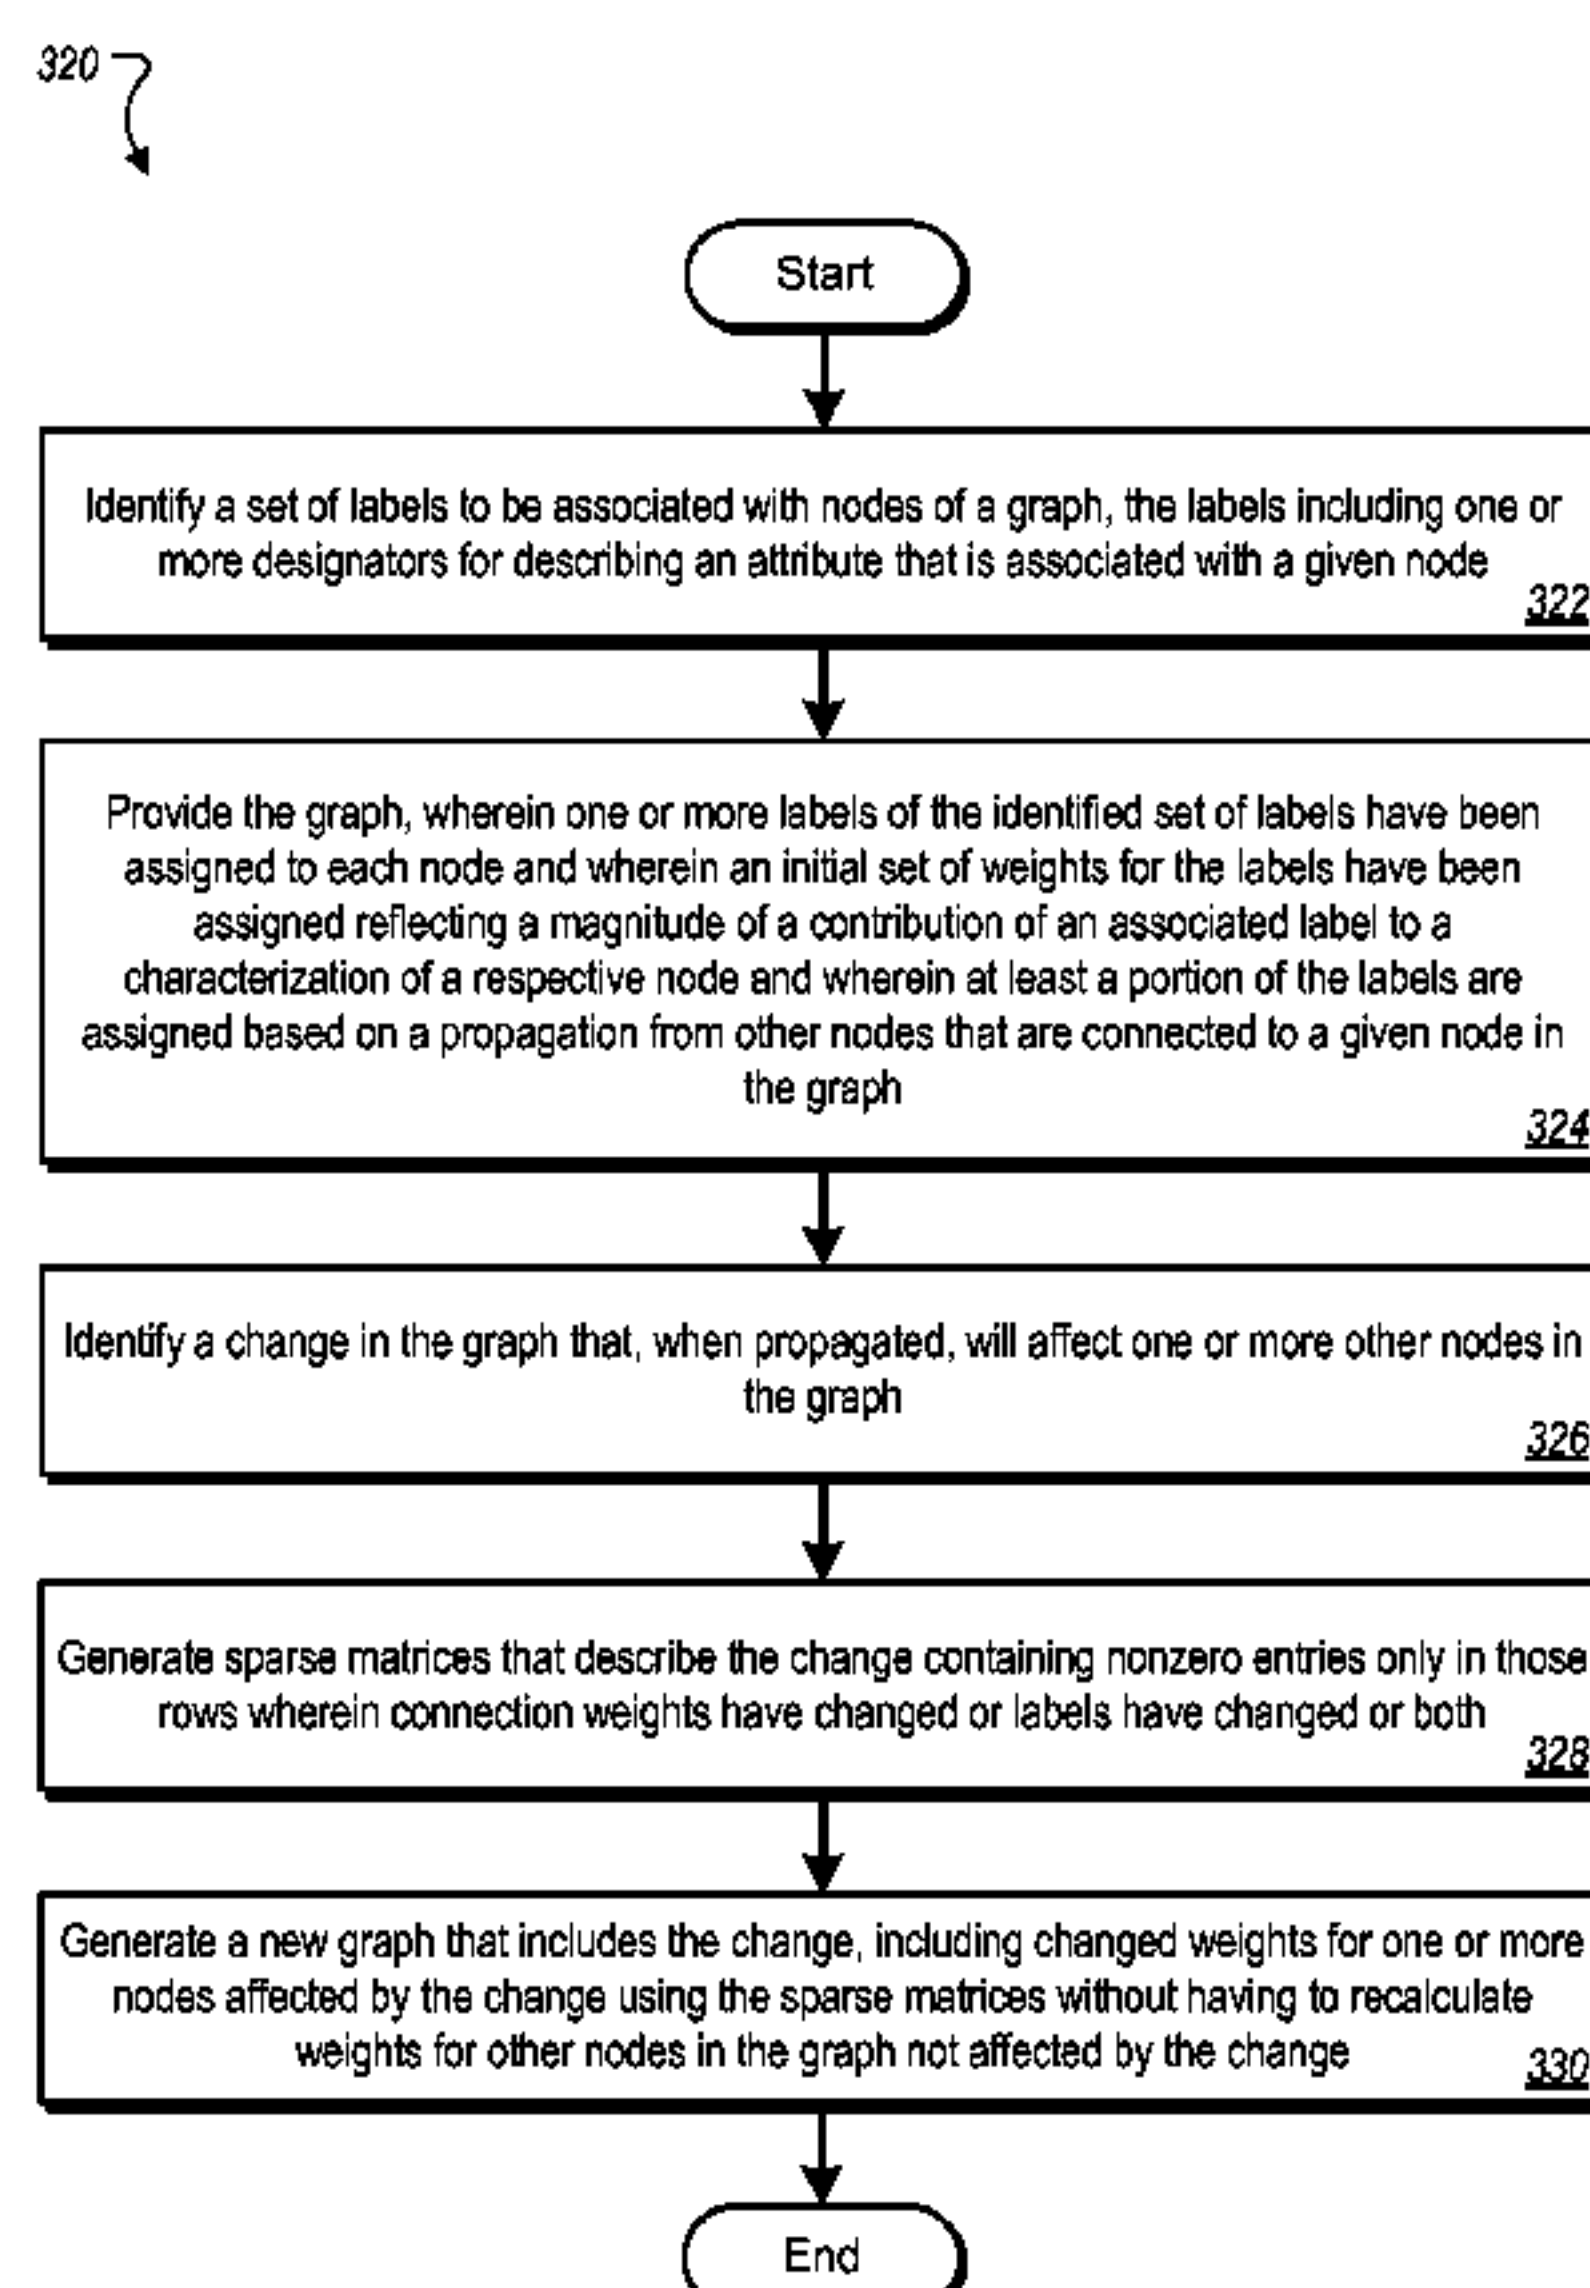 320
Start
Identify a set of labels to be associated with nodes of a graph, the labels including one or
more designators for describing an attribute that is associated with a given node
322
Provide the graph, wherein one or more labels of the identified set of labels have been
assigned to each node and wherein an initial set of weights for the labels have been
assigned reflecting a magnitude of a contribution of an associated label to a
characterization of a respective node and wherein at least a portion of the labels are
assigned based on a propagation from other nodes that are connected to a given node in
the graph
324
Identify a change in the graph that, when propagated, will affect one or more other nodes in
the graph
326
Generate sparse matrices that describe the change containing nonzero entries only in those
rows wherein connection weights have changed or labels have changed or both
328
Generate a new graph that includes the change, including changed weights for one or more
nodes affected by the change using the sparse matrices without having to recalculate
weights for other nodes in the graph not affected by the change
330
End